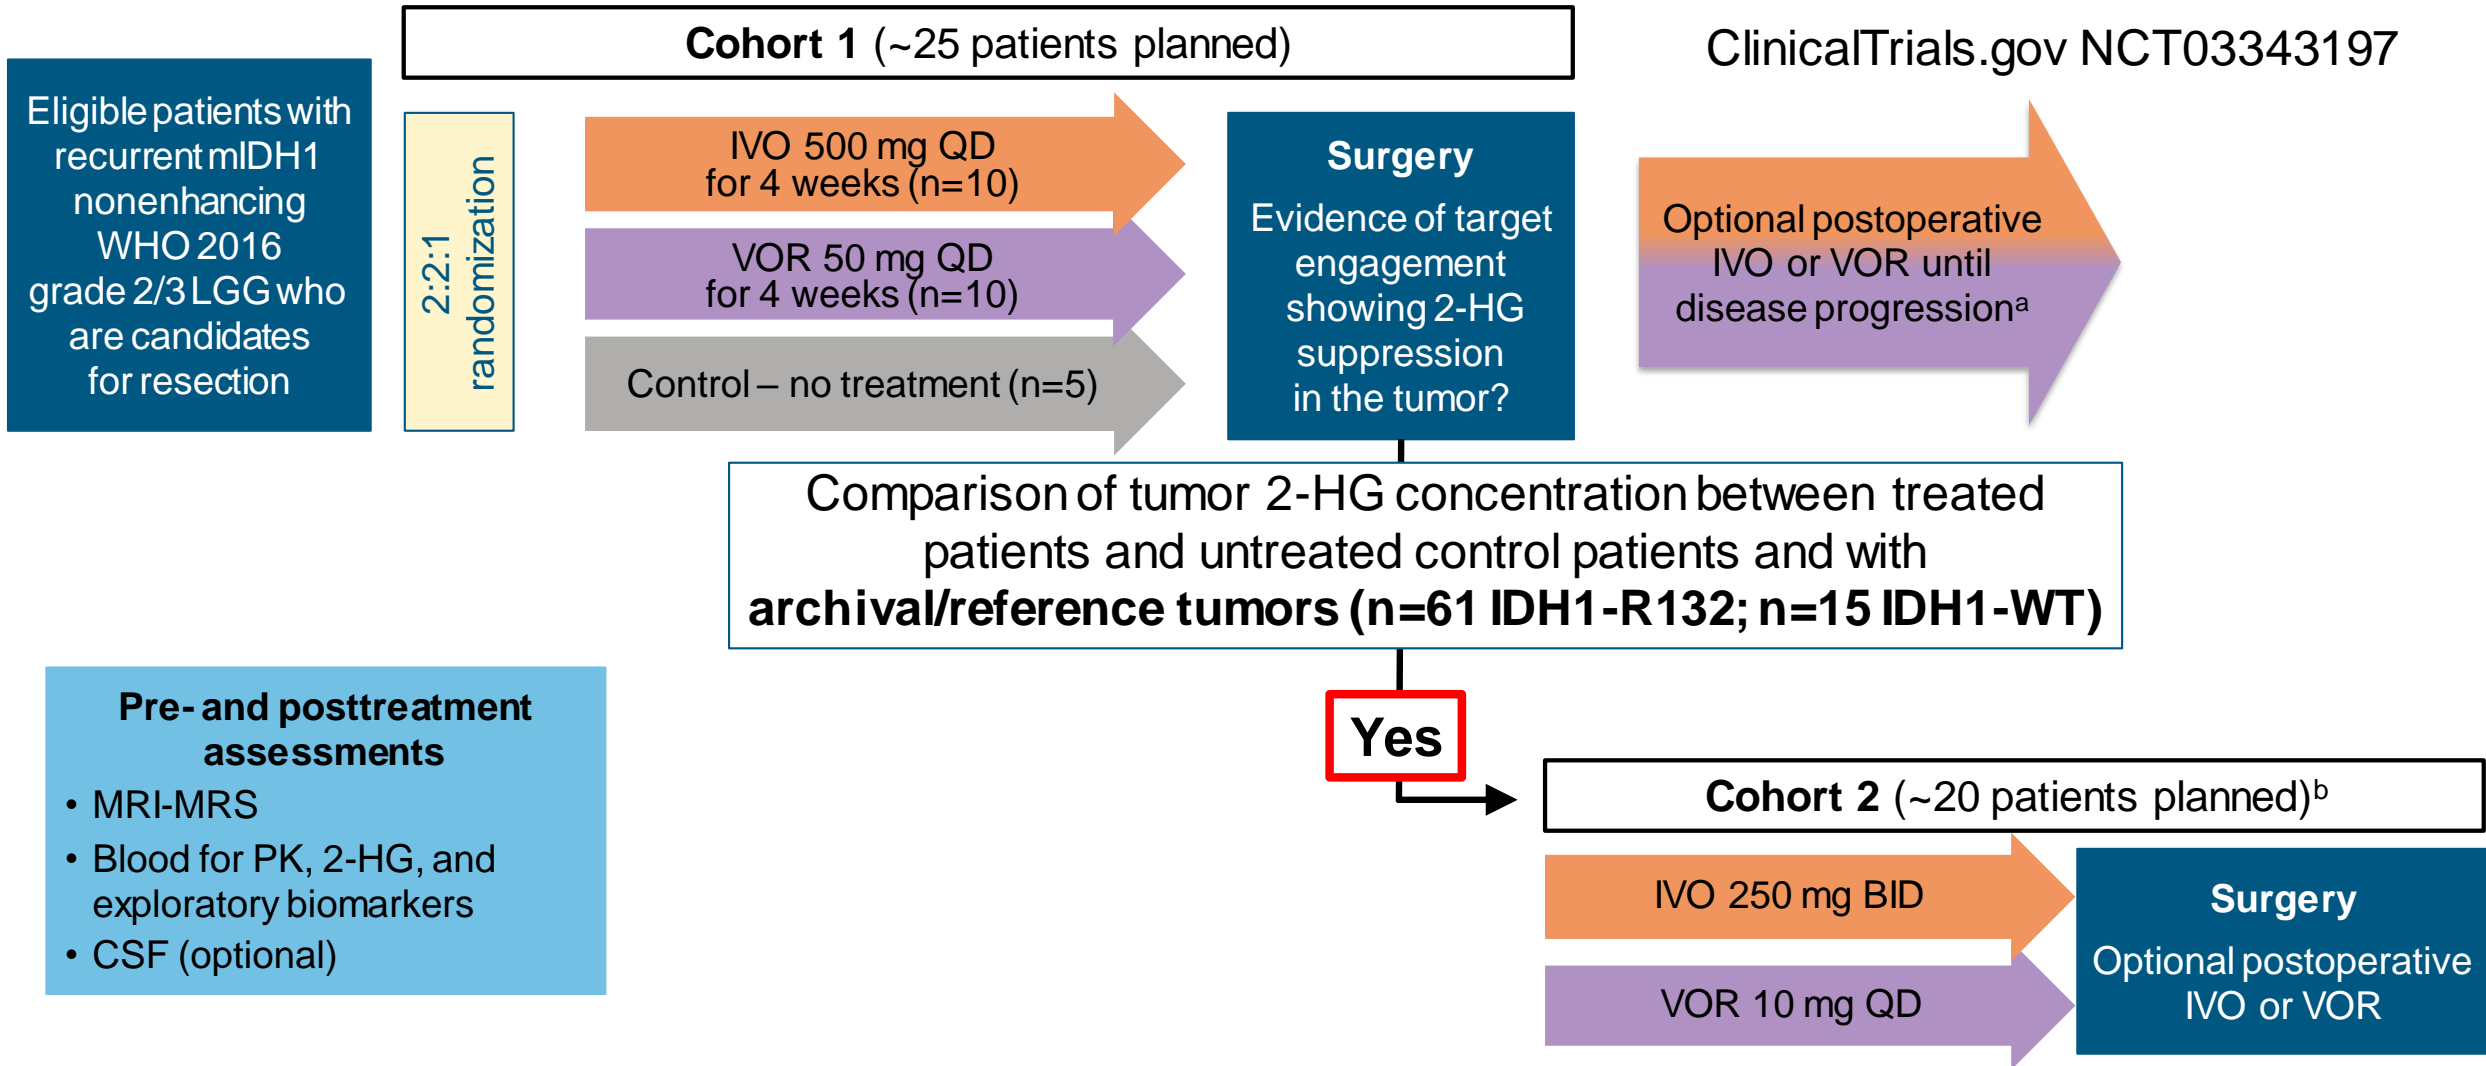 Cohort 1 (~25 patients planned)
ClinicalTrials.gov NCT03343197
Eligible patients with
recurrent mIDH1
nonenhancing
WHO 2016
grade 2/3 LGG who
are candidates
for resection
2:2:1
randomization
IVO 500 mg QD
for 4 weeks (n=10)
VOR 50 mg QD
for 4 weeks (n=10)
Control – no treatment (n=5)
Surgery
Evidence of target
engagement
showing 2-HG
suppression
in the tumor?
Optional postoperative
IVO or VOR until
disease progressionᵃ
Comparison of tumor 2-HG concentration between treated
patients and untreated control patients and with
archival/reference tumors (n=61 IDH1-R132; n=15 IDH1-WT)
Yes
Pre- and posttreatment
assessments
• MRI-MRS
• Blood for PK, 2-HG, and
exploratory biomarkers
• CSF (optional)
Cohort 2 (~20 patients planned)ᵇ
IVO 250 mg BID
VOR 10 mg QD
Surgery
Optional postoperative
IVO or VOR